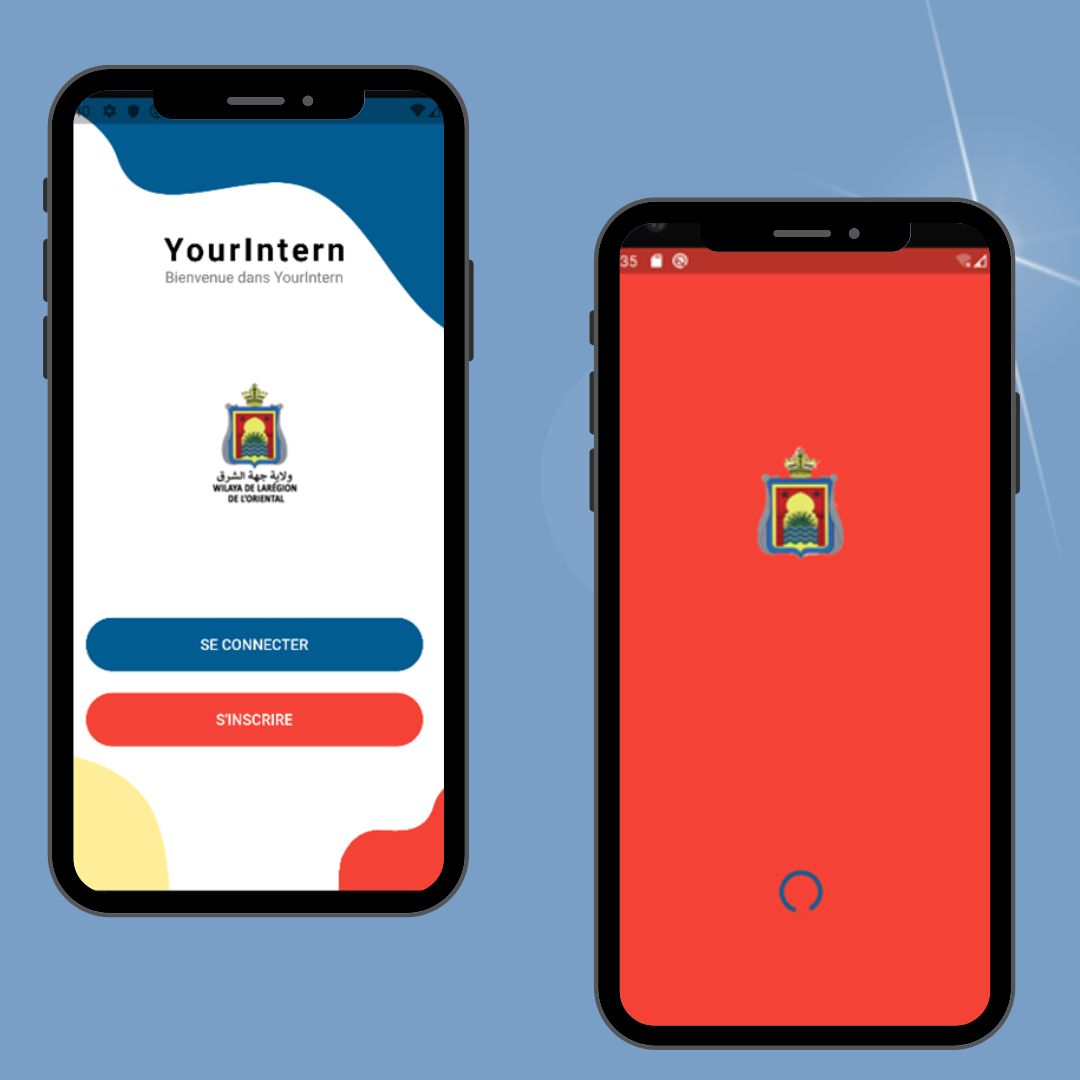 YourIntern
Bienvenue dans YourIntern
ولاية جهة الشرق
WILAYA DE LARÉGION
DE L'ORIENTAL
SE CONNECTER
S'INSCRIRE
35